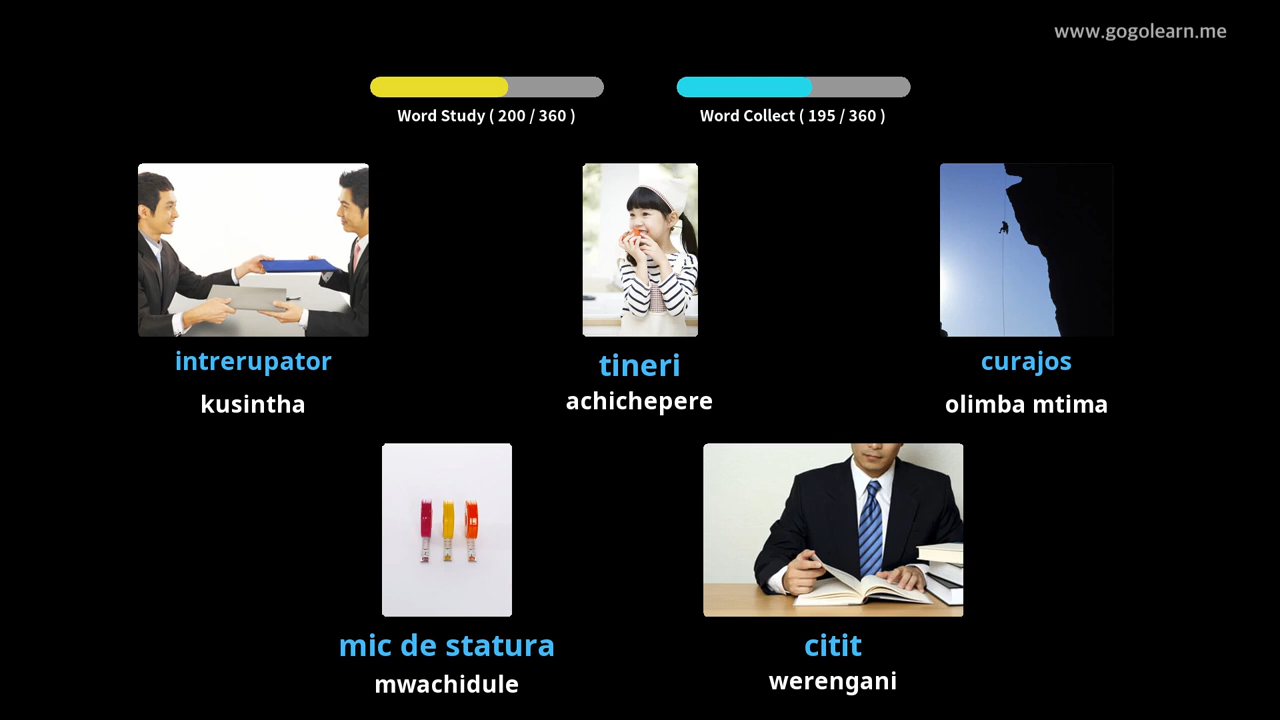 www.gogolearn.me
Word Study ( 200 / 360 )
Word Collect ( 195 / 360 )
intrerupator
kusintha
tineri
achichepere
curajos
olimba mtima
mic de statura
mwachidule
citit
werengani